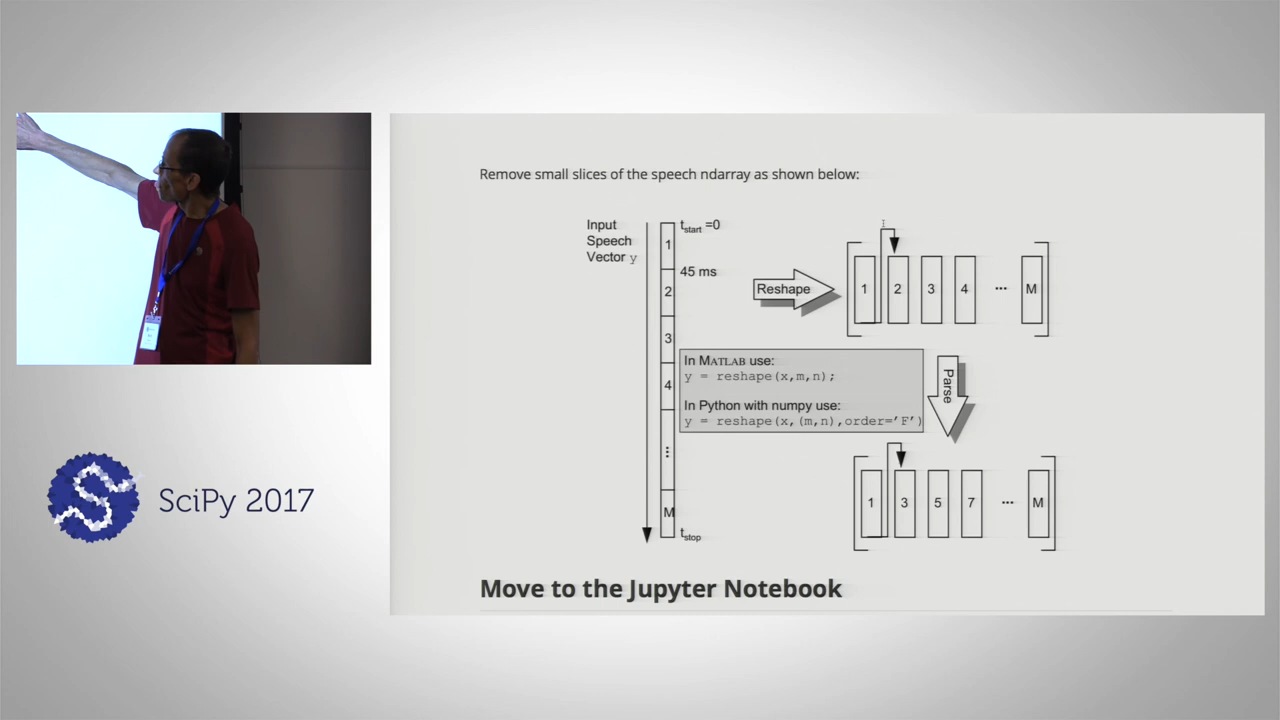 Remove small slices of the speech ndarray as shown below:
Input
Speech
Vector y
t_start =0
45 ms
1
2
3
4
⋮
M
t_stop
Reshape
1 2 3 4 ... M
In MATLAB use:
y = reshape(x,m,n);
In Python with numpy use:
y = reshape(x,(m,n),order='F')
Parse
1 3 5 7 ... M
Move to the Jupyter Notebook
SciPy 2017